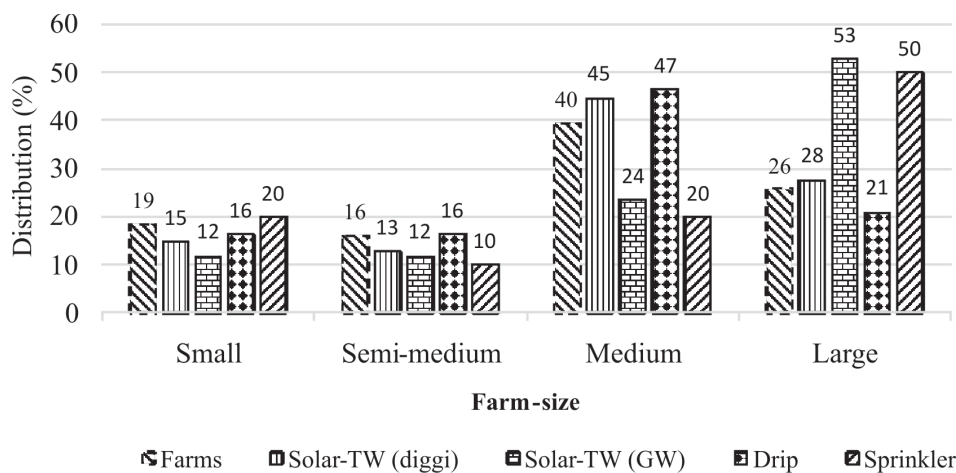 60
50
40
30
20
10
0
Distribution (%)
19 15 12 16 20
16 13 12 16 10
40 45 24 47 20
26 28 53 21 50
Small Semi-medium Medium Large
Farm-size
Farms Solar-TW (diggi) Solar-TW (GW) Drip Sprinkler